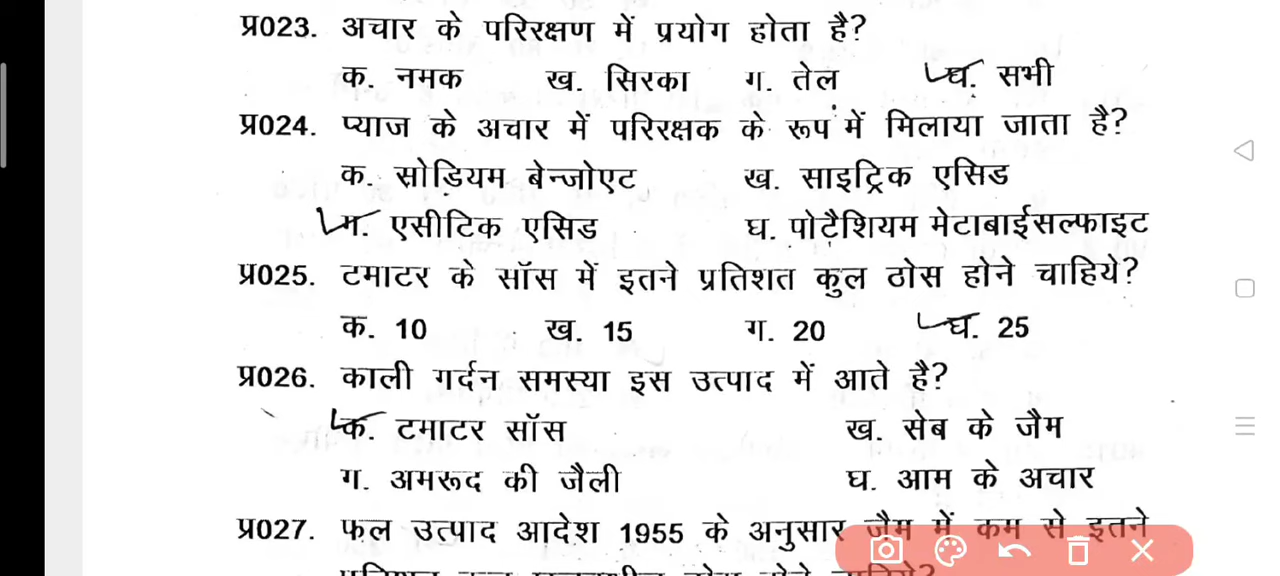 प्र023. अचार के परिरक्षण में प्रयोग होता है?
क. नमक ख. सिरका ग. तेल घ. सभी
प्र024. प्याज के अचार में परिरक्षक के रूप में मिलाया जाता है?
क. सोडियम बेन्जोएट ख. साइट्रिक एसिड
ग. एसीटिक एसिड घ. पोटैशियम मेटाबाईसल्फाइट
प्र025. टमाटर के सॉस में इतने प्रतिशत कुल ठोस होने चाहिये?
क. 10 ख. 15 ग. 20 घ. 25
प्र026. काली गर्दन समस्या इस उत्पाद में आते है?
क. टमाटर सॉस ख. सेब के जैम
ग. अमरूद की जैली घ. आम के अचार
प्र027. फल उत्पाद आदेश 1955 के अनुसार जैम में कम से इतने